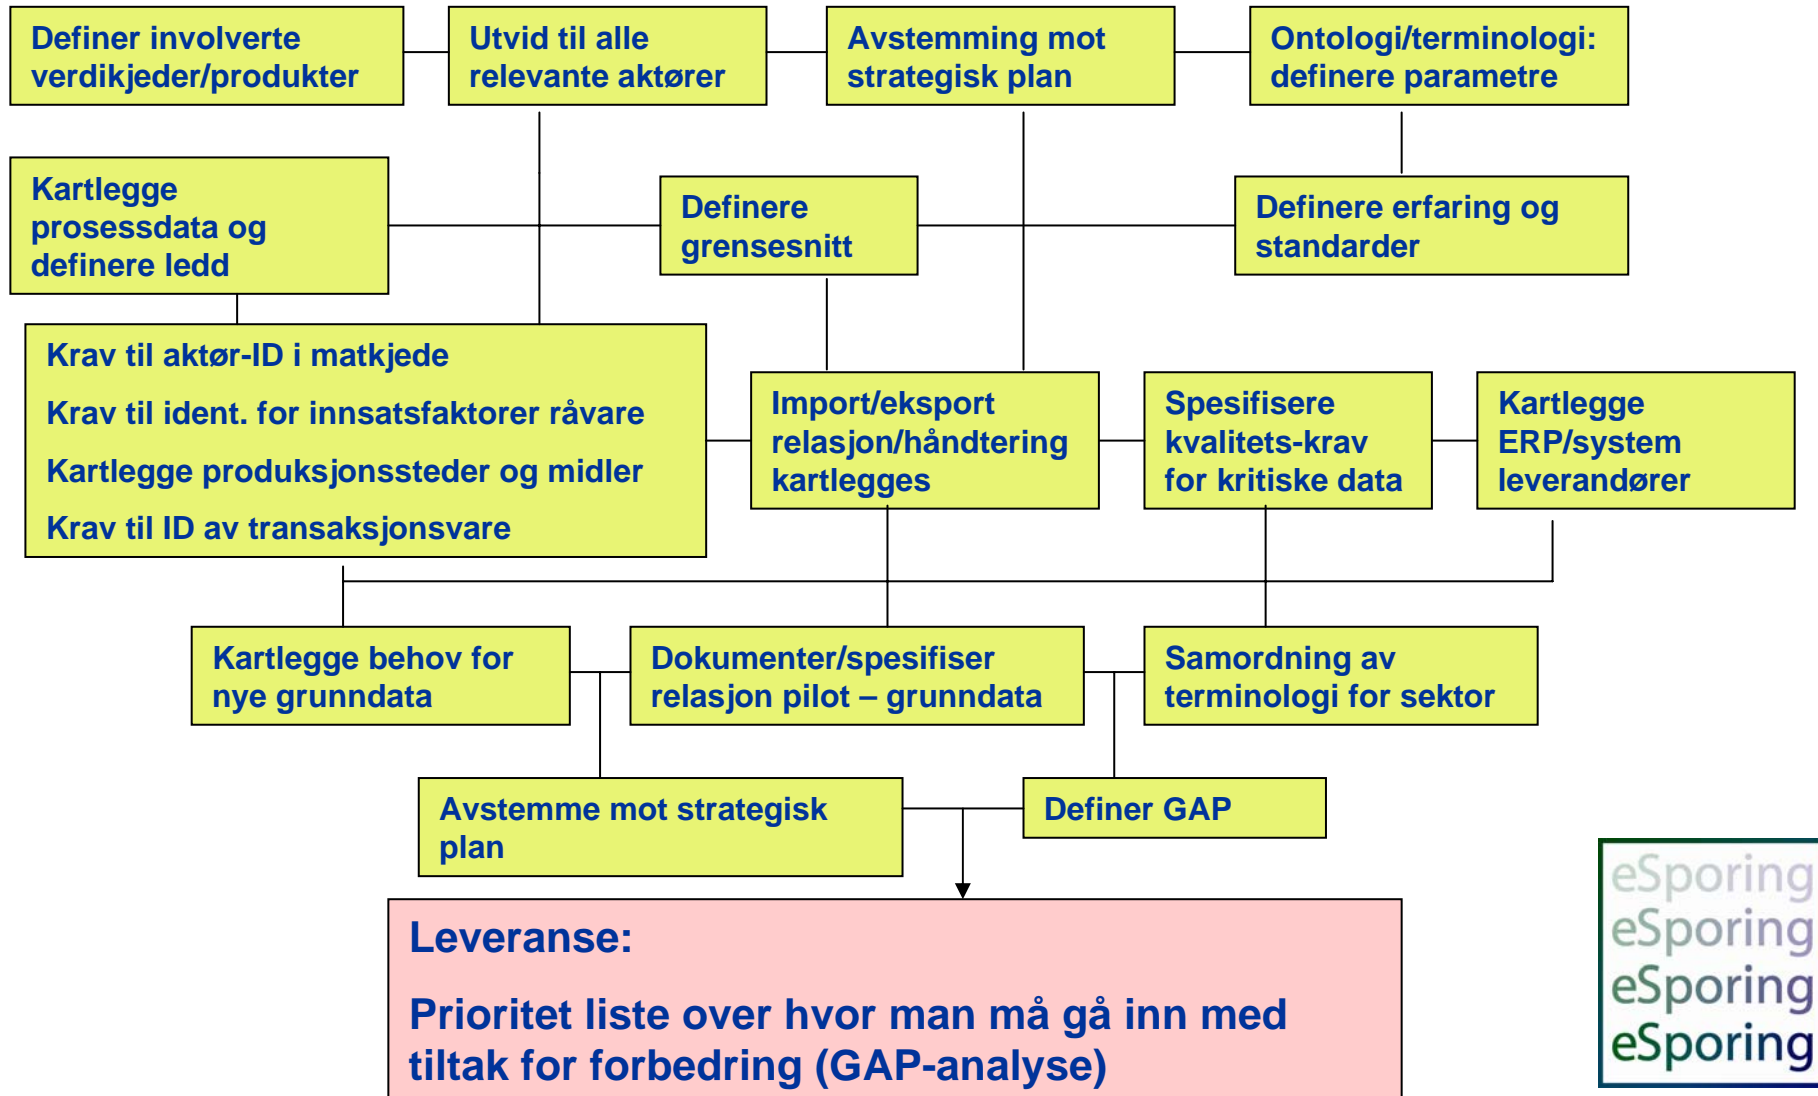 Definer involverte
verdikjeder/produkter
Utvid til alle
relevante aktører
Avstemming mot
strategisk plan
Ontologi/terminologi:
definere parametre
Kartlegge
prosessdata og
definere ledd
Definere
grensesnitt
Definere erfaring og
standarder
Krav til aktør-ID i matkjede
Krav til ident. for innsatsfaktorer råvare
Kartlegge produksjonssteder og midler
Krav til ID av transaksjonsvare
Import/eksport
relasjon/håndtering
kartlegges
Spesifisere
kvalitets-krav
for kritiske data
Kartlegge
ERP/system
leverandører
Kartlegge behov for
nye grunndata
Dokumenter/spesifiser
relasjon pilot – grunndata
Samordning av
terminologi for sektor
Avstemme mot strategisk
plan
Definer GAP
Leveranse:
Prioritet liste over hvor man må gå inn med
tiltak for forbedring (GAP-analyse)
eSporing
eSporing
eSporing
eSporing